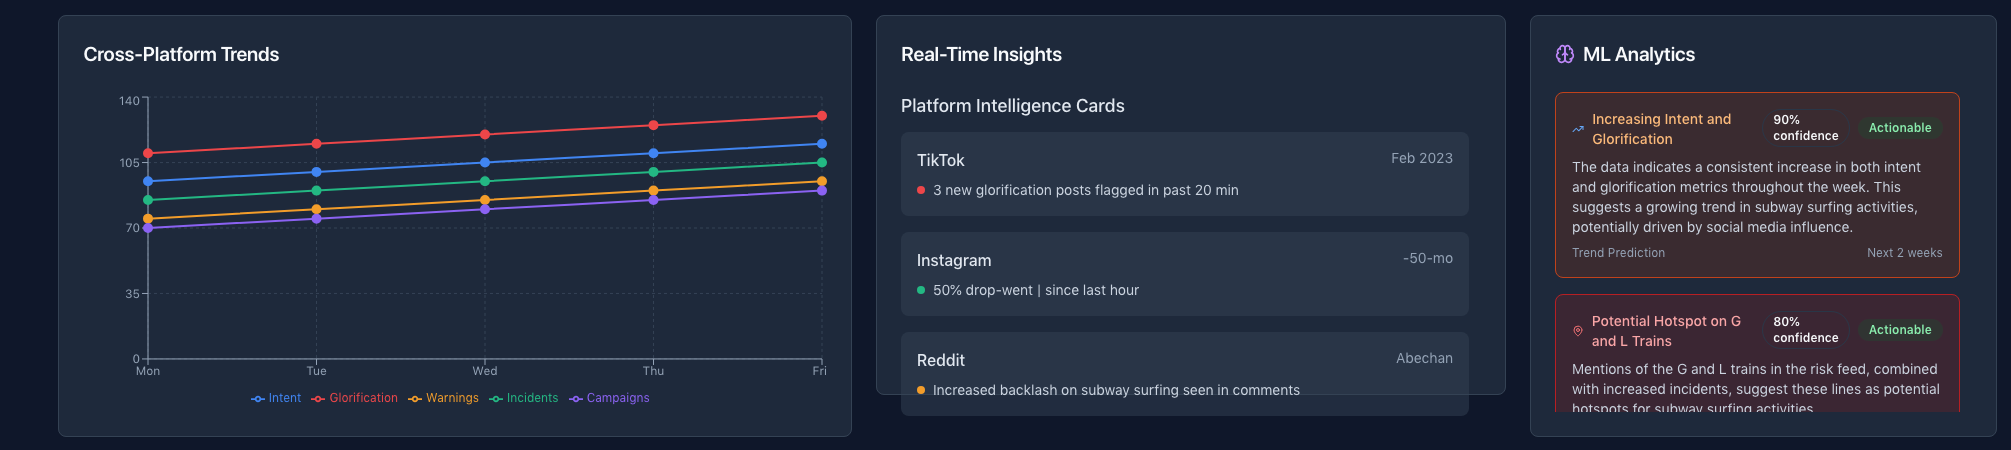 Cross-Platform Trends
140
105
70
35
0
Mon Tue Wed Thu Fri
Intent Glorification Warnings Incidents Campaigns
Real-Time Insights
Platform Intelligence Cards
TikTok Feb 2023
3 new glorification posts flagged in past 20 min
Instagram -50-mo
50% drop-went | since last hour
Reddit Abechan
Increased backlash on subway surfing seen in comments
ML Analytics
Increasing Intent and
Glorification
90%
confidence
Actionable
The data indicates a consistent increase in both intent
and glorification metrics throughout the week. This
suggests a growing trend in subway surfing activities,
potentially driven by social media influence.
Trend Prediction Next 2 weeks
Potential Hotspot on G
and L Trains
80%
confidence
Actionable
Mentions of the G and L trains in the risk feed, combined
with increased incidents, suggest these lines as potential
hotspots for subway surfing activities